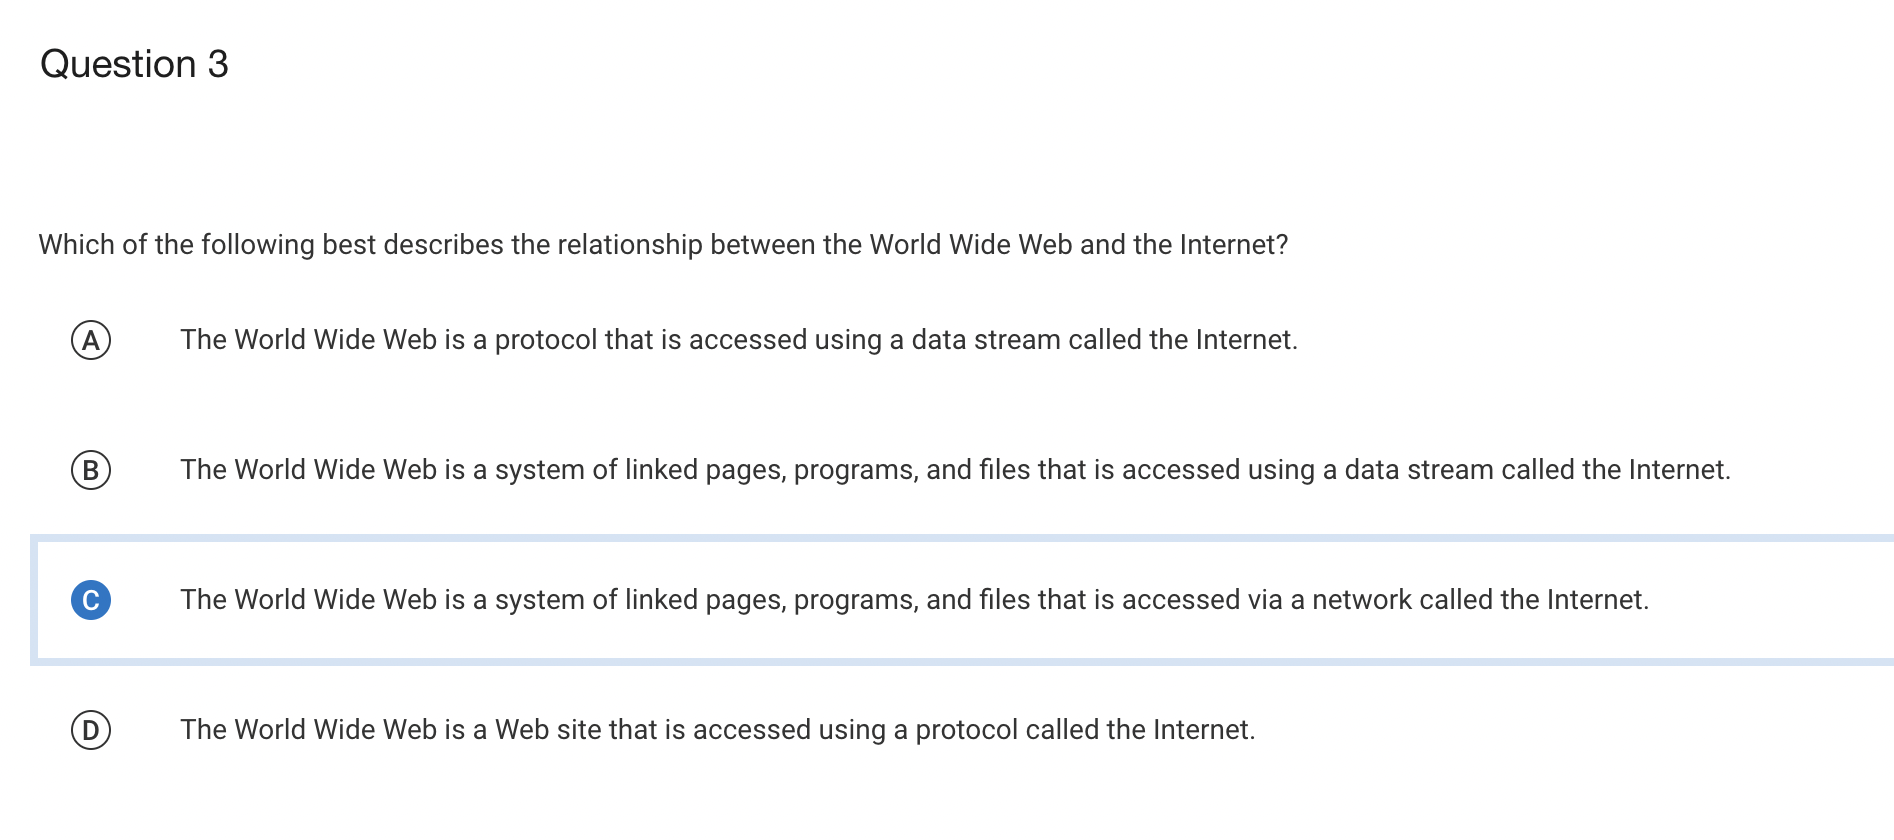 Question 3
Which of the following best describes the relationship between the World Wide Web and the Internet?
A The World Wide Web is a protocol that is accessed using a data stream called the Internet.
B The World Wide Web is a system of linked pages, programs, and files that is accessed using a data stream called the Internet.
C The World Wide Web is a system of linked pages, programs, and files that is accessed via a network called the Internet.
D The World Wide Web is a Web site that is accessed using a protocol called the Internet.